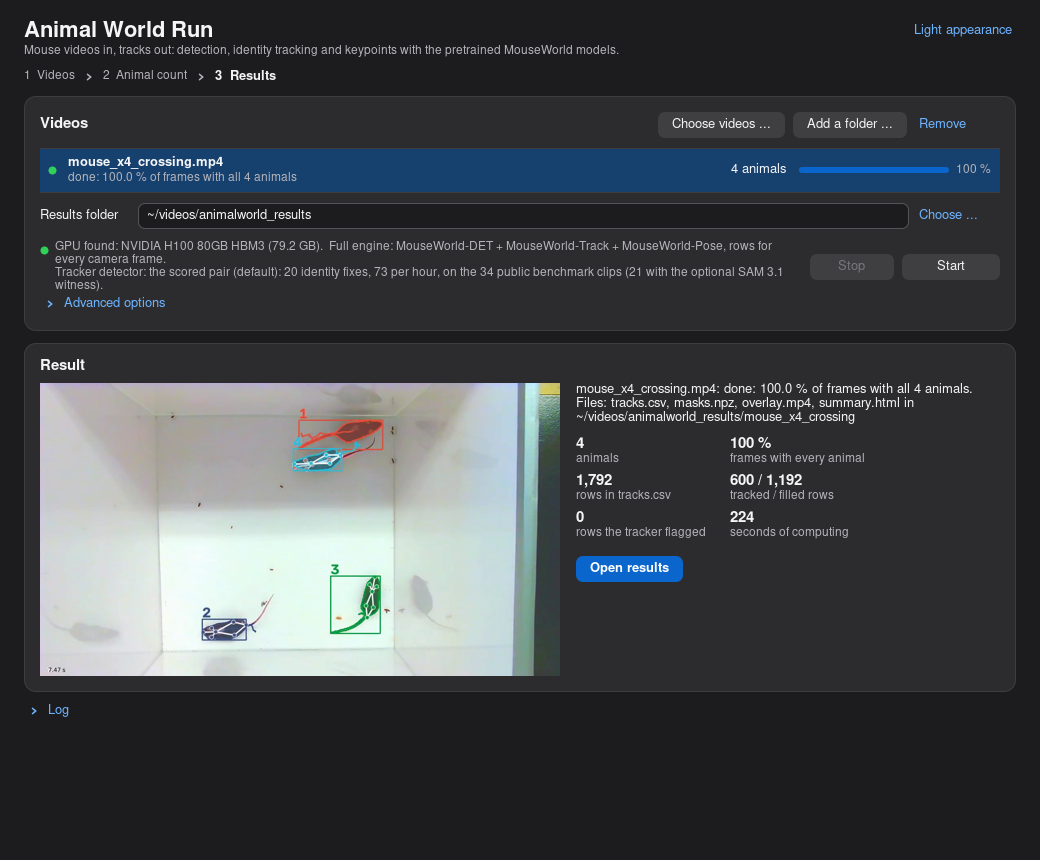 Animal World Run
Light appearance
Mouse videos in, tracks out: detection, identity tracking and keypoints with the pretrained MouseWorld models.
1 Videos > 2 Animal count > 3 Results
Videos
Choose videos ...
Add a folder ...
Remove
mouse_x4_crossing.mp4
done: 100.0 % of frames with all 4 animals
4 animals
100 %
Results folder
~/videos/animalworld_results
Choose ...
GPU found: NVIDIA H100 80GB HBM3 (79.2 GB). Full engine: MouseWorld-DET + MouseWorld-Track + MouseWorld-Pose, rows for
every camera frame.
Tracker detector: the scored pair (default): 20 identity fixes, 73 per hour, on the 34 public benchmark clips (21 with the optional SAM 3.1
witness).
Stop
Start
> Advanced options
Result
1
2
3
7.47 s
mouse_x4_crossing.mp4: done: 100.0 % of frames with all 4 animals.
Files: tracks.csv, masks.npz, overlay.mp4, summary.html in
~/videos/animalworld_results/mouse_x4_crossing
4
animals
100 %
frames with every animal
1,792
rows in tracks.csv
600 / 1,192
tracked / filled rows
0
rows the tracker flagged
224
seconds of computing
Open results
> Log